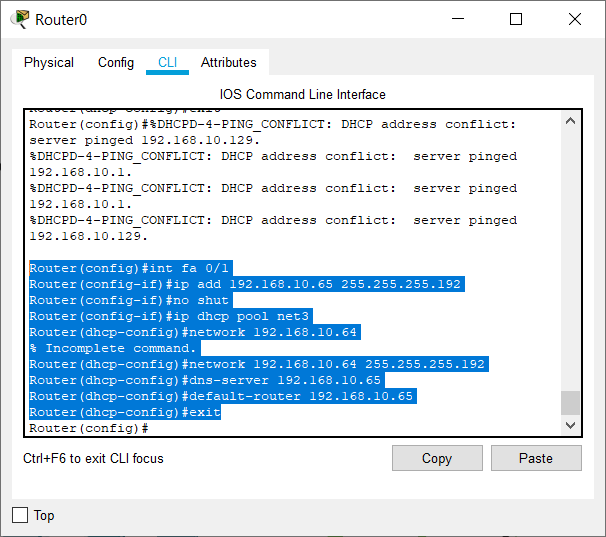 Router0
Physical Config CLI Attributes
IOS Command Line Interface
Router(dhcp-config)#exit
Router(config)#%DHCPD-4-PING_CONFLICT: DHCP address conflict:
server pinged 192.168.10.129.
%DHCPD-4-PING_CONFLICT: DHCP address conflict:  server pinged
192.168.10.1.
%DHCPD-4-PING_CONFLICT: DHCP address conflict:  server pinged
192.168.10.1.
%DHCPD-4-PING_CONFLICT: DHCP address conflict:  server pinged
192.168.10.129.
Router(config)#int fa 0/1
Router(config-if)#ip add 192.168.10.65 255.255.255.192
Router(config-if)#no shut
Router(config-if)#ip dhcp pool net3
Router(dhcp-config)#network 192.168.10.64
% Incomplete command.
Router(dhcp-config)#network 192.168.10.64 255.255.255.192
Router(dhcp-config)#dns-server 192.168.10.65
Router(dhcp-config)#default-router 192.168.10.65
Router(dhcp-config)#exit
Router(config)#
Ctrl+F6 to exit CLI focus
Copy
Paste
Top